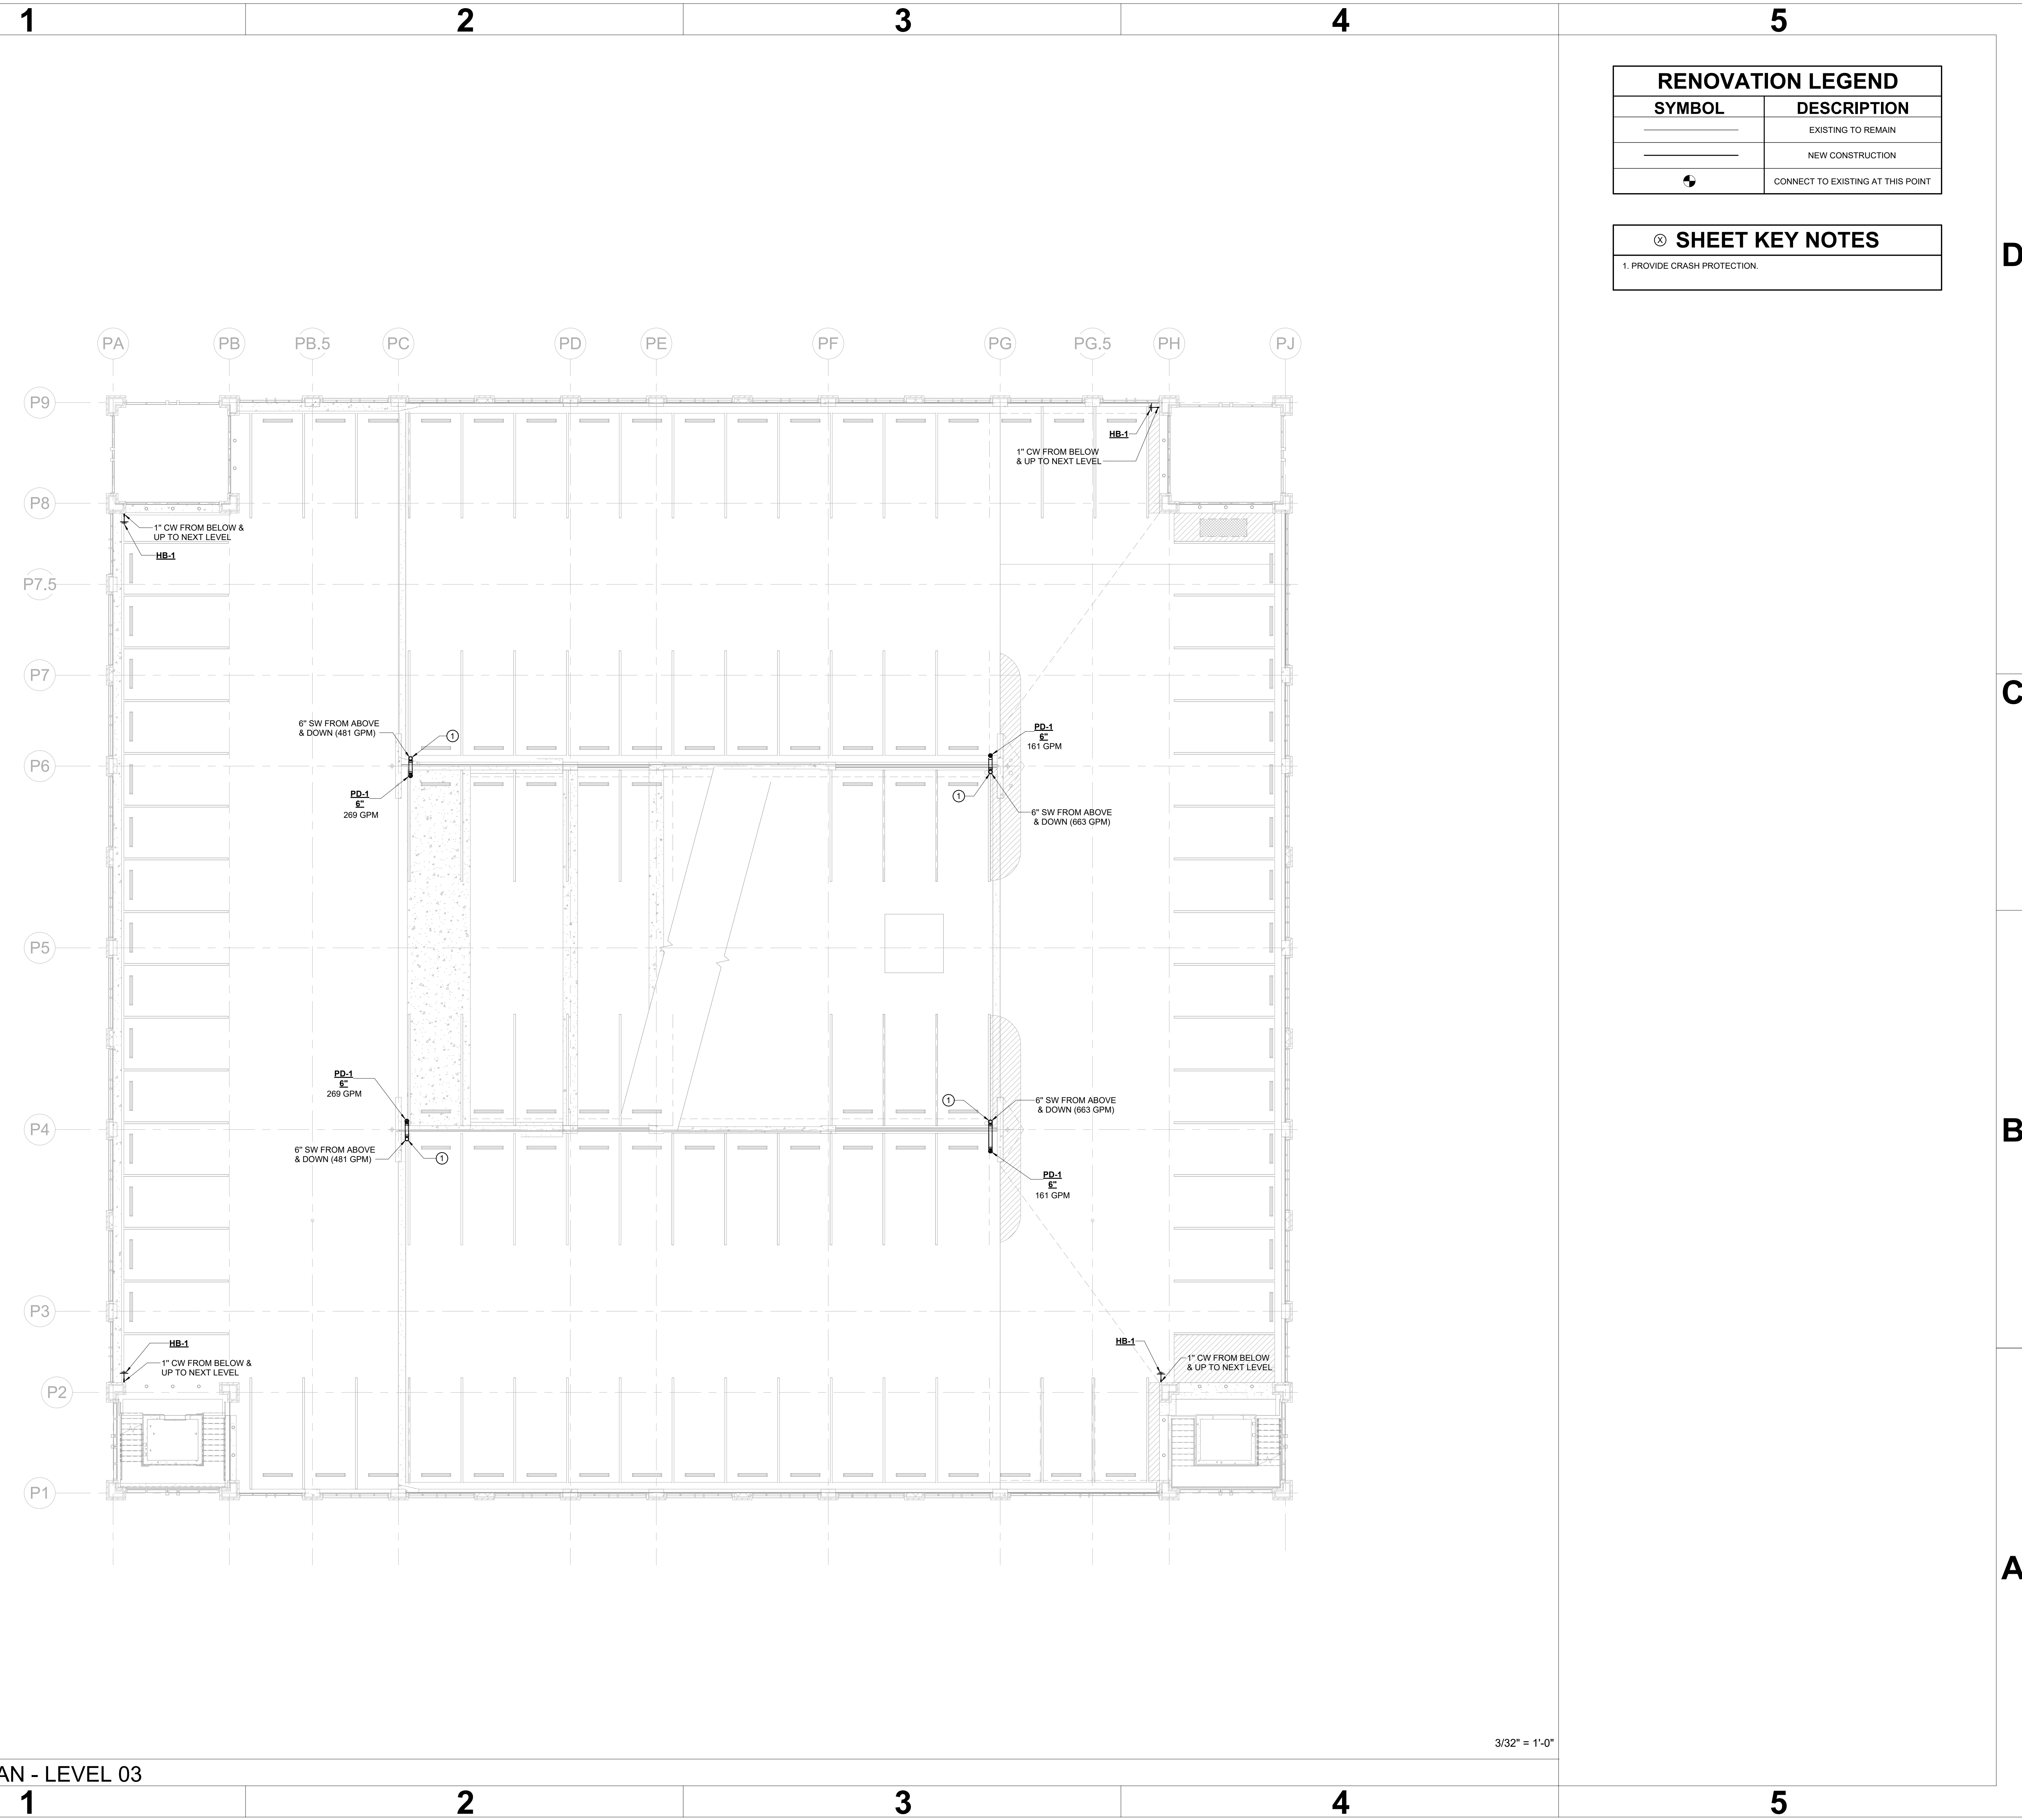 1 2 3 4 5
RENOVATION LEGEND
SYMBOL DESCRIPTION
EXISTING TO REMAIN
NEW CONSTRUCTION
CONNECT TO EXISTING AT THIS POINT
X SHEET KEY NOTES
1. PROVIDE CRASH PROTECTION.
D
C
B
A
PA PB PB.5 PC PD PE PF PG PG.5 PH PJ
P9
HB-1
1" CW FROM BELOW
& UP TO NEXT LEVEL
P8
1" CW FROM BELOW &
UP TO NEXT LEVEL
HB-1
P7.5
P7
6" SW FROM ABOVE
& DOWN (481 GPM)
1
PD-1
6"
161 GPM
P6
PD-1
6"
269 GPM
1
6" SW FROM ABOVE
& DOWN (663 GPM)
P5
PD-1
6"
269 GPM
1
6" SW FROM ABOVE
& DOWN (663 GPM)
P4
6" SW FROM ABOVE
& DOWN (481 GPM)
1
PD-1
6"
161 GPM
P3
HB-1
1" CW FROM BELOW &
UP TO NEXT LEVEL
HB-1
1" CW FROM BELOW
& UP TO NEXT LEVEL
P2
P1
3/32" = 1'-0"
AN - LEVEL 03
1 2 3 4 5